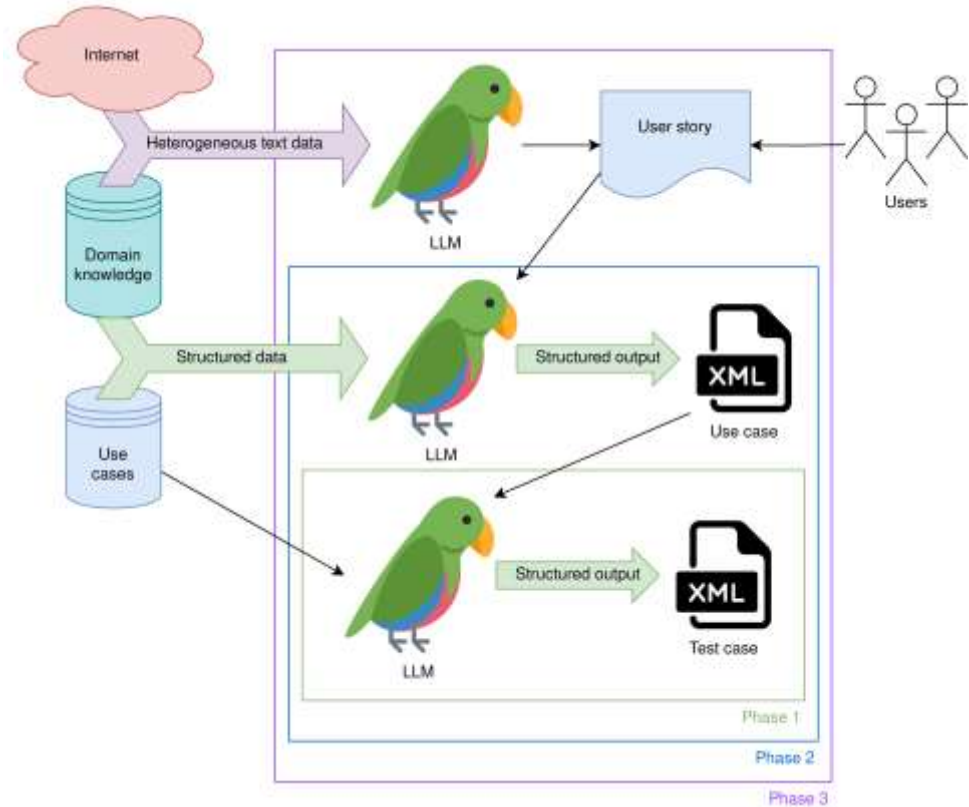 Internet
Heterogeneous text data
User story
Users
LLM
Domain
knowledge
Structured data
Structured output
XML
Use case
LLM
Use
cases
Structured output
XML
Test case
LLM
Phase 1
Phase 2
Phase 3